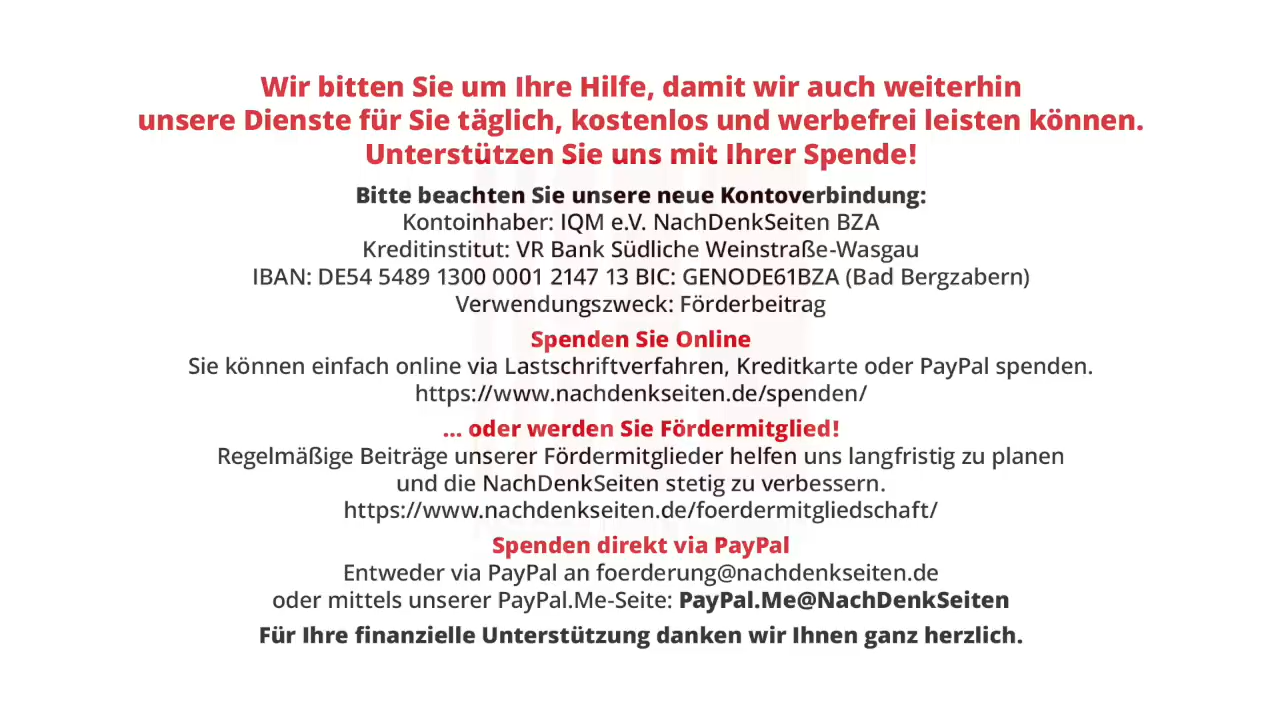 Wir bitten Sie um Ihre Hilfe, damit wir auch weiterhin
unsere Dienste für Sie täglich, kostenlos und werbefrei leisten können.
Unterstützen Sie uns mit Ihrer Spende!
Bitte beachten Sie unsere neue Kontoverbindung:
Kontoinhaber: IQM e.V. NachDenkSeiten BZA
Kreditinstitut: VR Bank Südliche Weinstraße-Wasgau
IBAN: DE54 5489 1300 0001 2147 13 BIC: GENODE61BZA (Bad Bergzabern)
Verwendungszweck: Förderbeitrag
Spenden Sie Online
Sie können einfach online via Lastschriftverfahren, Kreditkarte oder PayPal spenden.
https://www.nachdenkseiten.de/spenden/
... oder werden Sie Fördermitglied!
Regelmäßige Beiträge unserer Fördermitglieder helfen uns langfristig zu planen
und die NachDenkSeiten stetig zu verbessern.
https://www.nachdenkseiten.de/foerdermitgliedschaft/
Spenden direkt via PayPal
Entweder via PayPal an foerderung@nachdenkseiten.de
oder mittels unserer PayPal.Me-Seite: PayPal.Me@NachDenkSeiten
Für Ihre finanzielle Unterstützung danken wir Ihnen ganz herzlich.